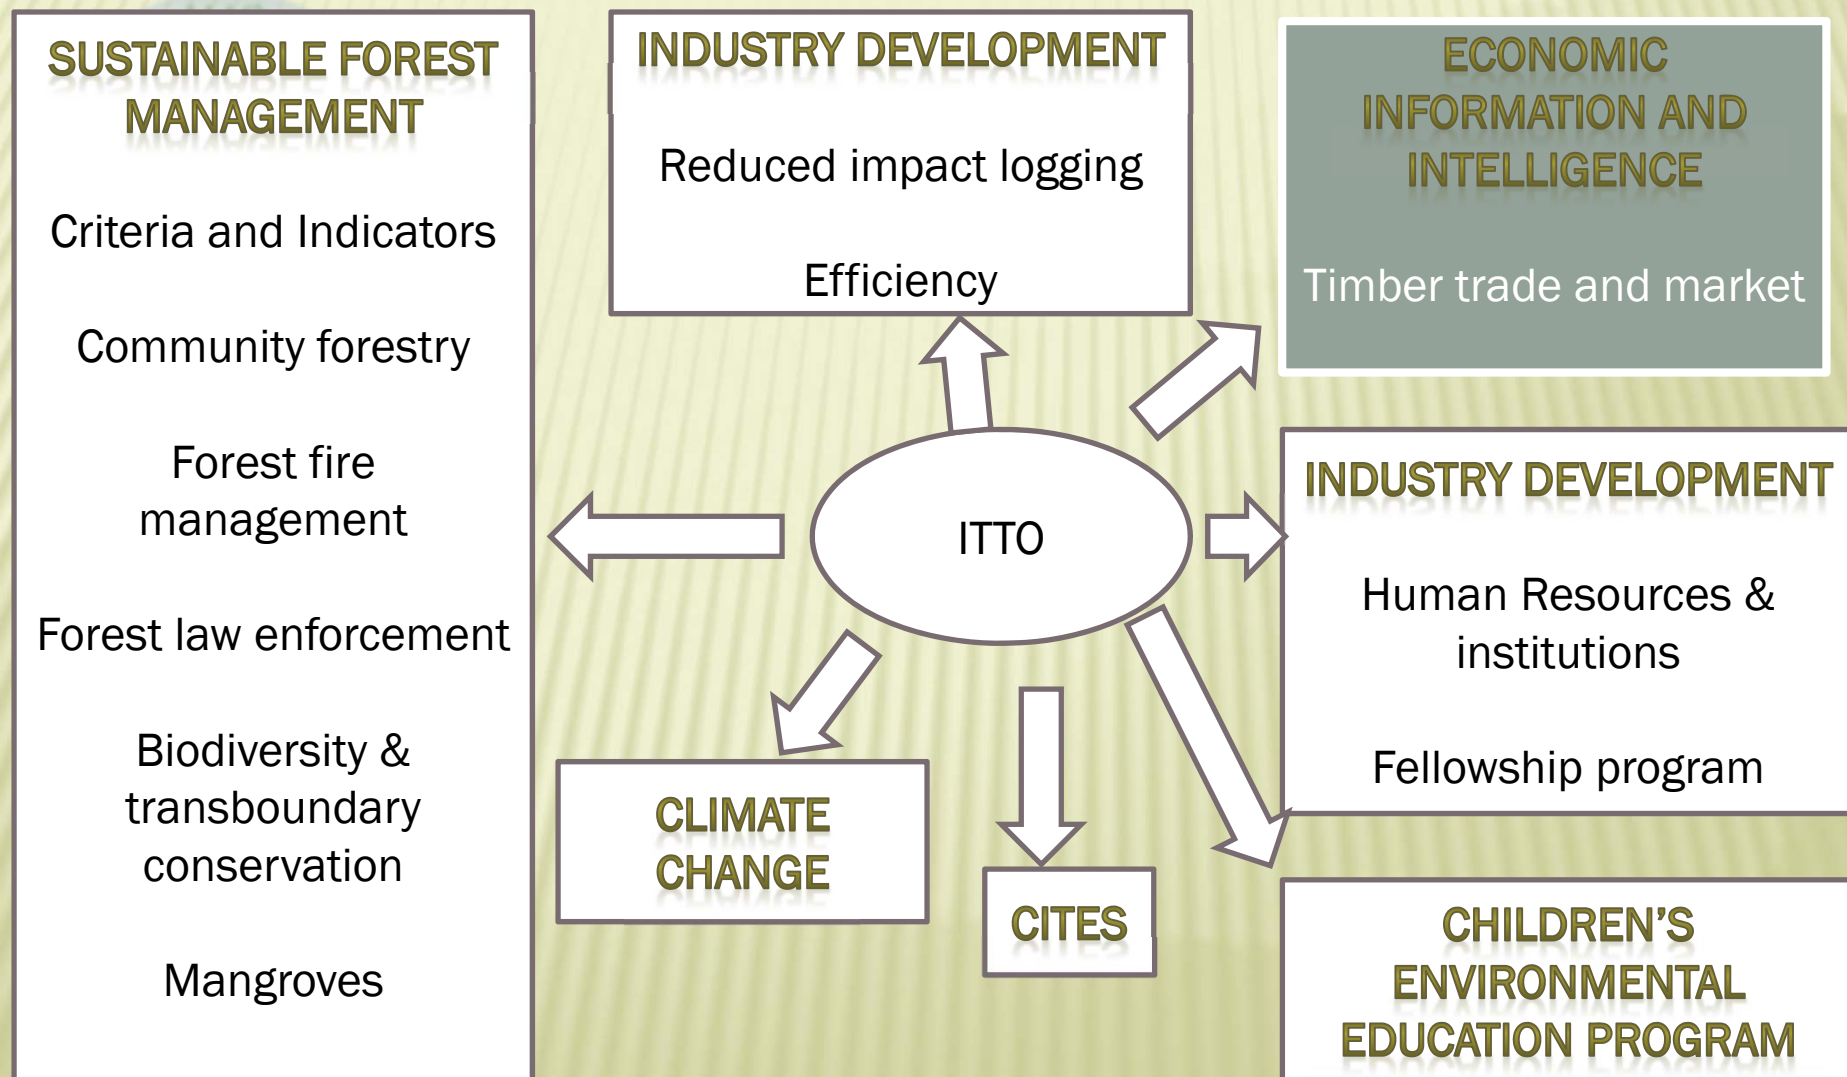 SUSTAINABLE FOREST
MANAGEMENT
Criteria and Indicators
Community forestry
Forest fire
management
Forest law enforcement
Biodiversity &
transboundary
conservation
Mangroves
INDUSTRY DEVELOPMENT
Reduced impact logging
Efficiency
ECONOMIC
INFORMATION AND
INTELLIGENCE
Timber trade and market
ITTO
INDUSTRY DEVELOPMENT
Human Resources &
institutions
Fellowship program
CLIMATE
CHANGE
CITES
CHILDREN’S
ENVIRONMENTAL
EDUCATION PROGRAM